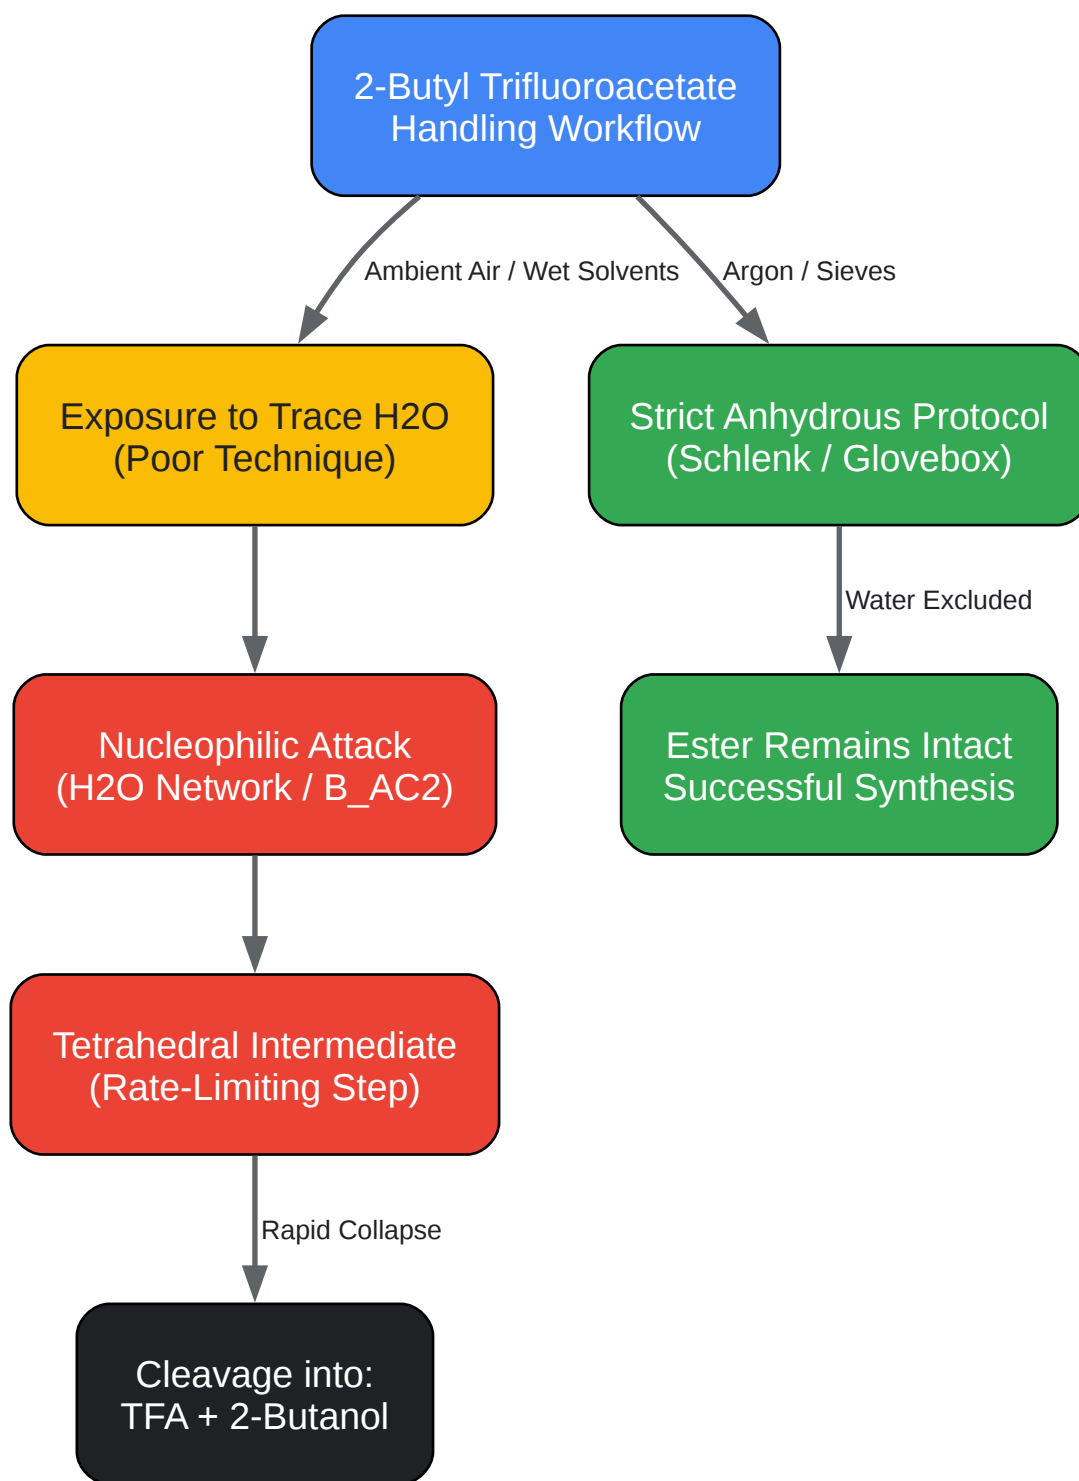 2-Butyl Trifluoroacetate
Handling Workflow
Ambient Air / Wet Solvents
Argon / Sieves
Exposure to Trace H2O
(Poor Technique)
Strict Anhydrous Protocol
(Schlenk / Glovebox)
Water Excluded
Nucleophilic Attack
(H2O Network / B_AC2)
Ester Remains Intact
Successful Synthesis
Tetrahedral Intermediate
(Rate-Limiting Step)
Rapid Collapse
Cleavage into:
TFA + 2-Butanol